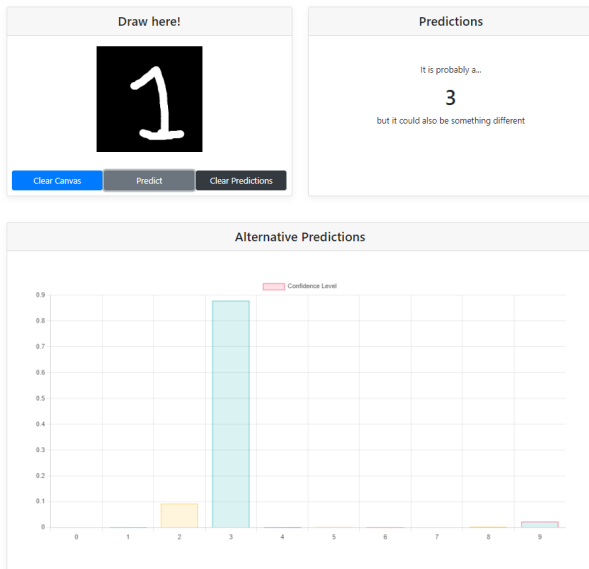 Draw here!
1
Clear Canvas Predict Clear Predictions
Predictions
It is probably a...
3
but it could also be something different
Alternative Predictions
Confidence Level
0.9
0.8
0.7
0.6
0.5
0.4
0.3
0.2
0.1
0
0 1 2 3 4 5 6 7 8 9